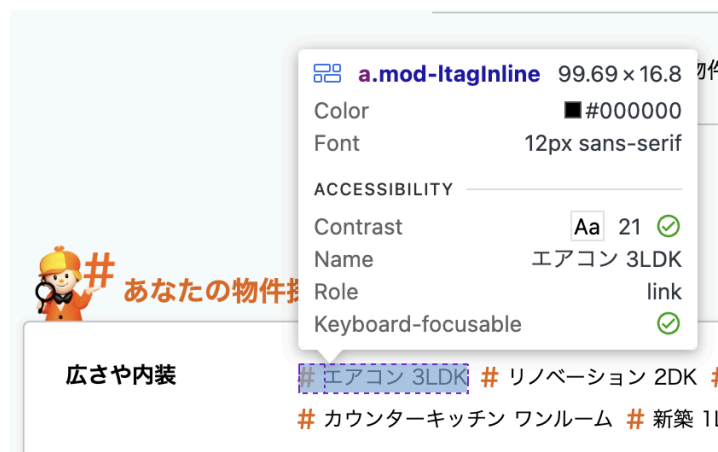 a.mod-ltagInline 99.69 × 16.8
Color #000000
Font 12px sans-serif
ACCESSIBILITY
Contrast Aa 21
Name エアコン 3LDK
Role link
Keyboard-focusable
# あなたの物件
広さや内装
# エアコン 3LDK # リノベーション 2DK #
# カウンターキッチン ワンルーム # 新築